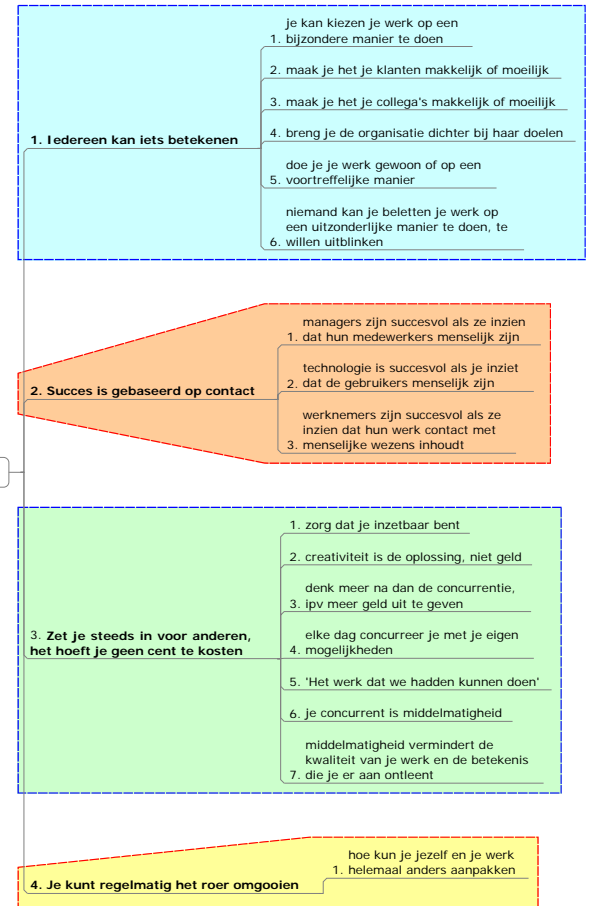 1. Iedereen kan iets betekenen
je kan kiezen je werk op een
1. bijzondere manier te doen
2. maak je het je klanten makkelijk of moeilijk
3. maak je het je collega's makkelijk of moeilijk
4. breng je de organisatie dichter bij haar doelen
doe je je werk gewoon of op een
5. voortreffelijke manier
niemand kan je beletten je werk op
een uitzonderlijke manier te doen, te
6. willen uitblinken
2. Succes is gebaseerd op contact
managers zijn succesvol als ze inzien
1. dat hun medewerkers menselijk zijn
technologie is succesvol als je inziet
2. dat de gebruikers menselijk zijn
werknemers zijn succesvol als ze
inzien dat hun werk contact met
3. menselijke wezens inhoudt
3. Zet je steeds in voor anderen,
het hoeft je geen cent te kosten
1. zorg dat je inzetbaar bent
2. creativiteit is de oplossing, niet geld
denk meer na dan de concurrentie,
3. ipv meer geld uit te geven
elke dag concurreer je met je eigen
4. mogelijkheden
5. 'Het werk dat we hadden kunnen doen'
6. je concurrent is middelmatigheid
middelmatigheid vermindert de
kwaliteit van je werk en de betekenis
7. die je er aan ontleent
4. Je kunt regelmatig het roer omgooien
hoe kun je jezelf en je werk
1. helemaal anders aanpakken